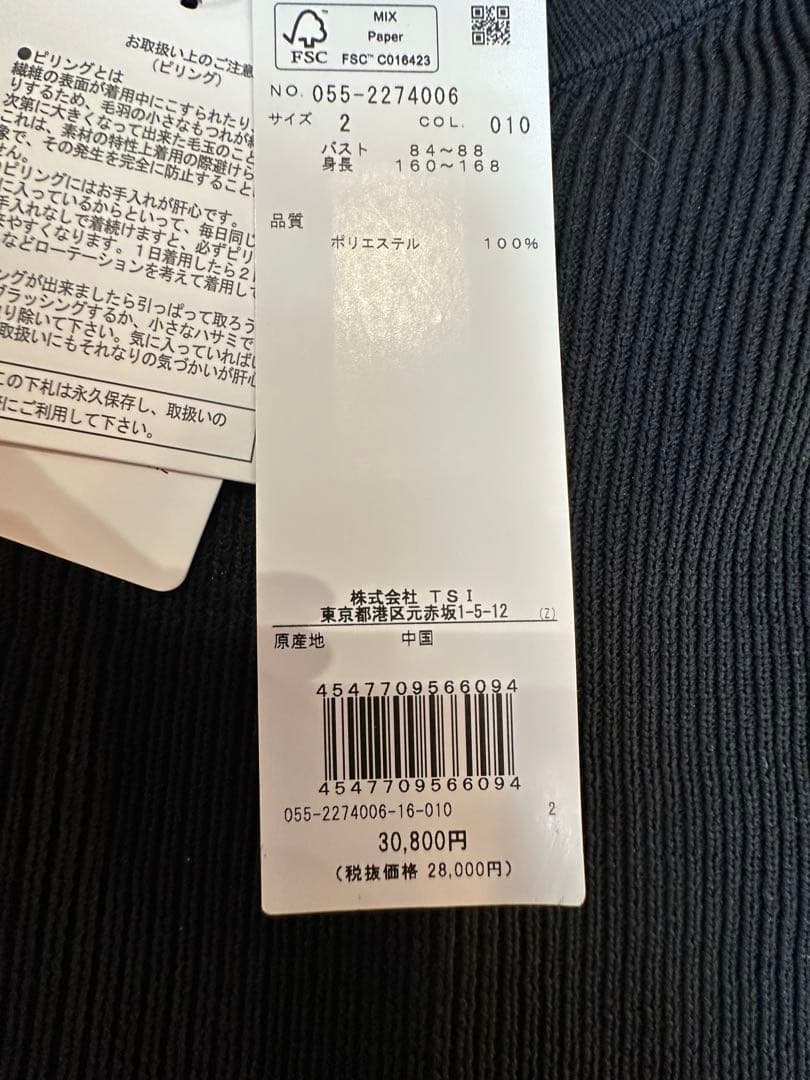 お取扱い上のご注意
(ピリング)
●ピリングとは
繊維の表面が着用中にこすられたり
りするため、毛羽の小さなもつれが
次第に大きくなって出来た毛玉のこと
これは、素材の特性上着用の際避けら
象で、その発生を完全に防止すること
せん。
ピリングにはお手入れが肝心です。
に入っているからといって、毎日同じ
手入れなしで着続けますと、必ずピリ
やすくなります。1日着用したら2
などローテーションを考えて着用して
ングが出来ましたら引っぱって取ろう
ブラッシングするか、小さなハサミで
り除いて下さい。気に入っていれば
取扱いにもそれなりの気づかいが肝心
この下札は永久保存し、取扱いの
にご利用して下さい。
FSC
MIX
Paper
FSC™ C016423
NO. 055-2274006
サイズ 2 COL. 010
バスト 84～88
身長 160～168
品質
ポリエステル 100%
株式会社 TSI
東京都港区元赤坂1-5-12 (Z)
原産地 中国
4547709566094
4547709566094
055-2274006-16-010 2
30,800円
(税抜価格 28,000円)